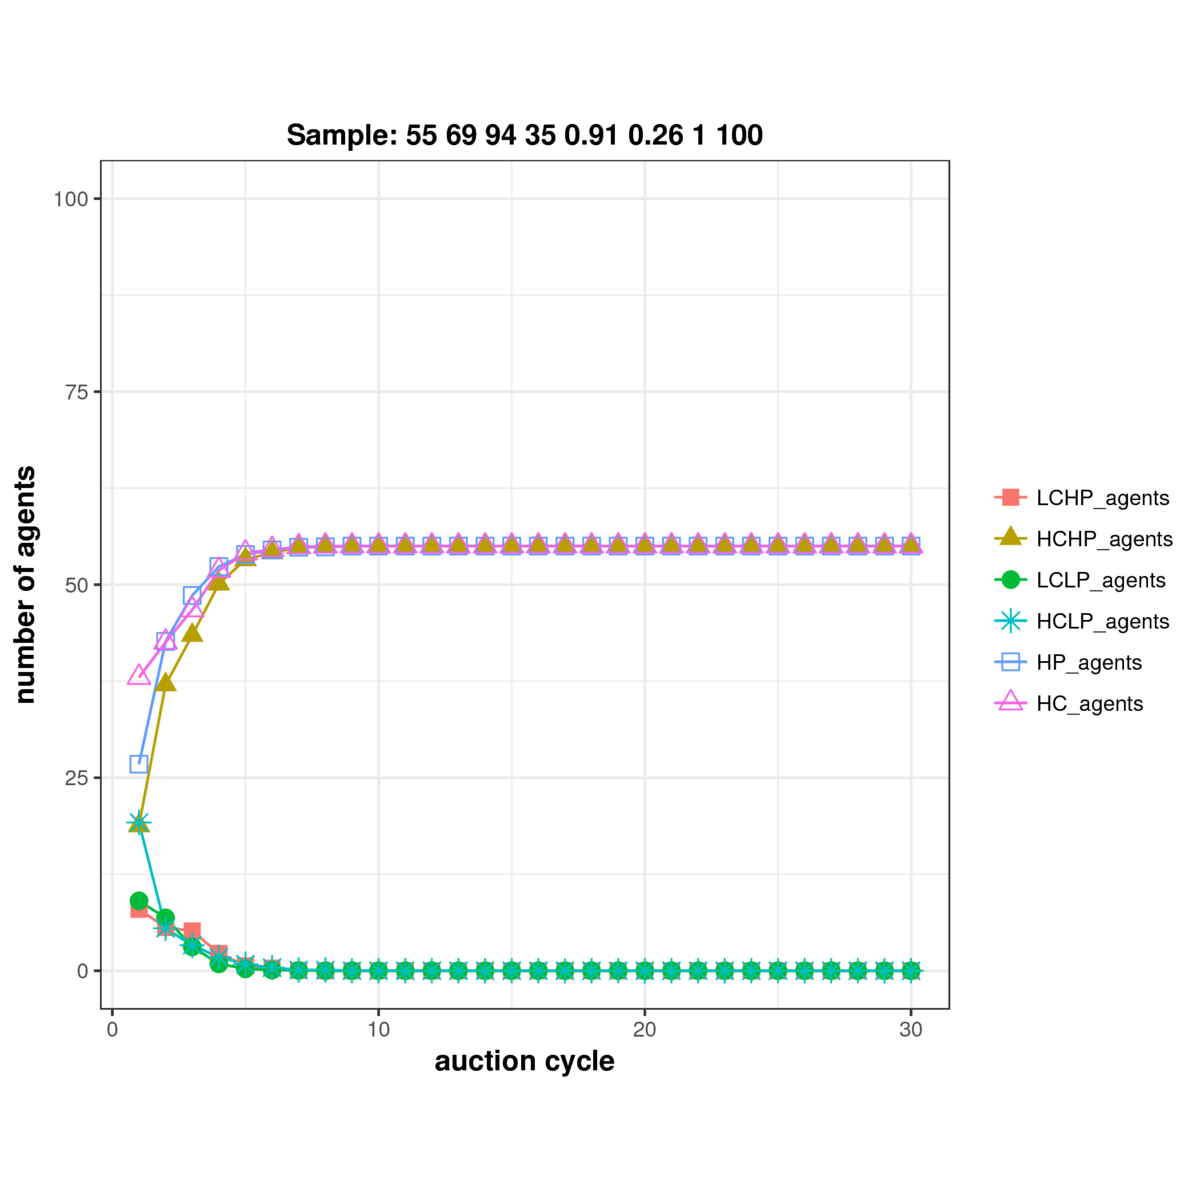 Sample: 55 69 94 35 0.91 0.26 1 100
100
75
50
25
0
number of agents
0
10
20
30
auction cycle
LCHP_agents
HCHP_agents
LCLP_agents
HCLP_agents
HP_agents
HC_agents